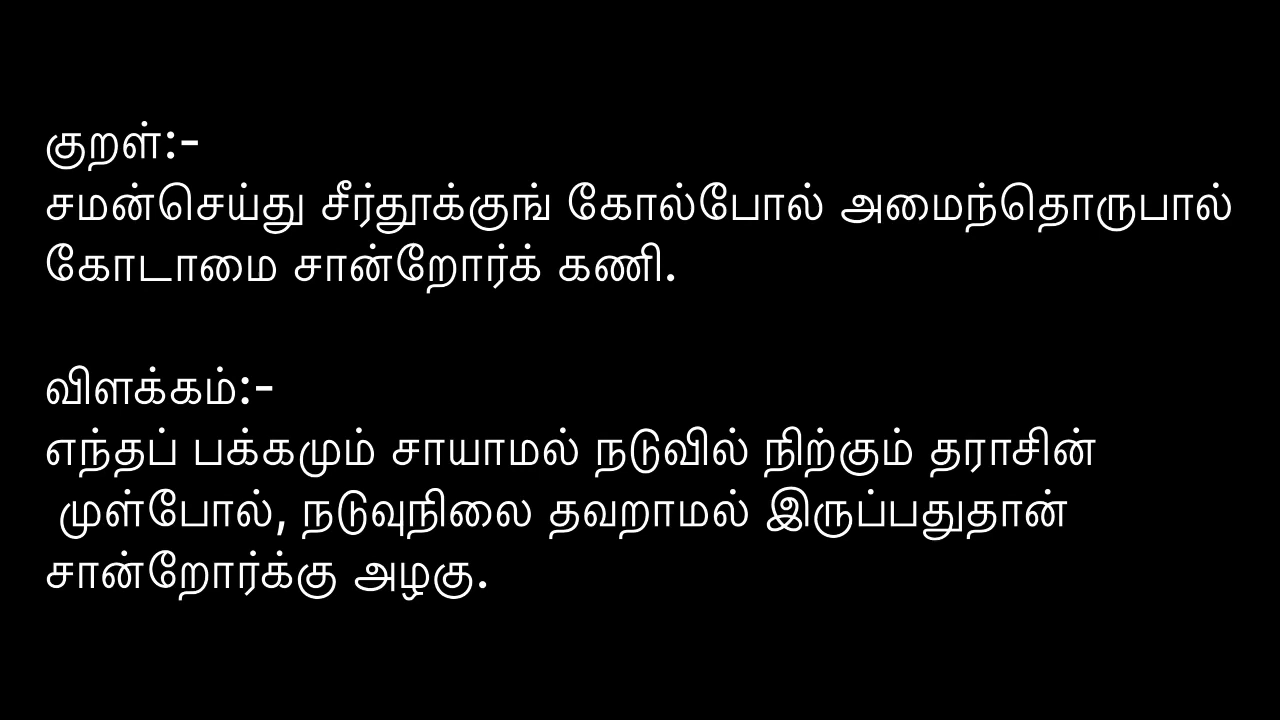 குறள்:-
சமன்செய்து சீர்தூக்குங் கோல்போல் அமைந்தொருபால்
கோடாமை சான்றோர்க் கணி.
விளக்கம்:-
எந்தப் பக்கமும் சாயாமல் நடுவில் நிற்கும் தராசின்
முள்போல், நடுவுநிலை தவறாமல் இருப்பதுதான்
சான்றோர்க்கு அழகு.